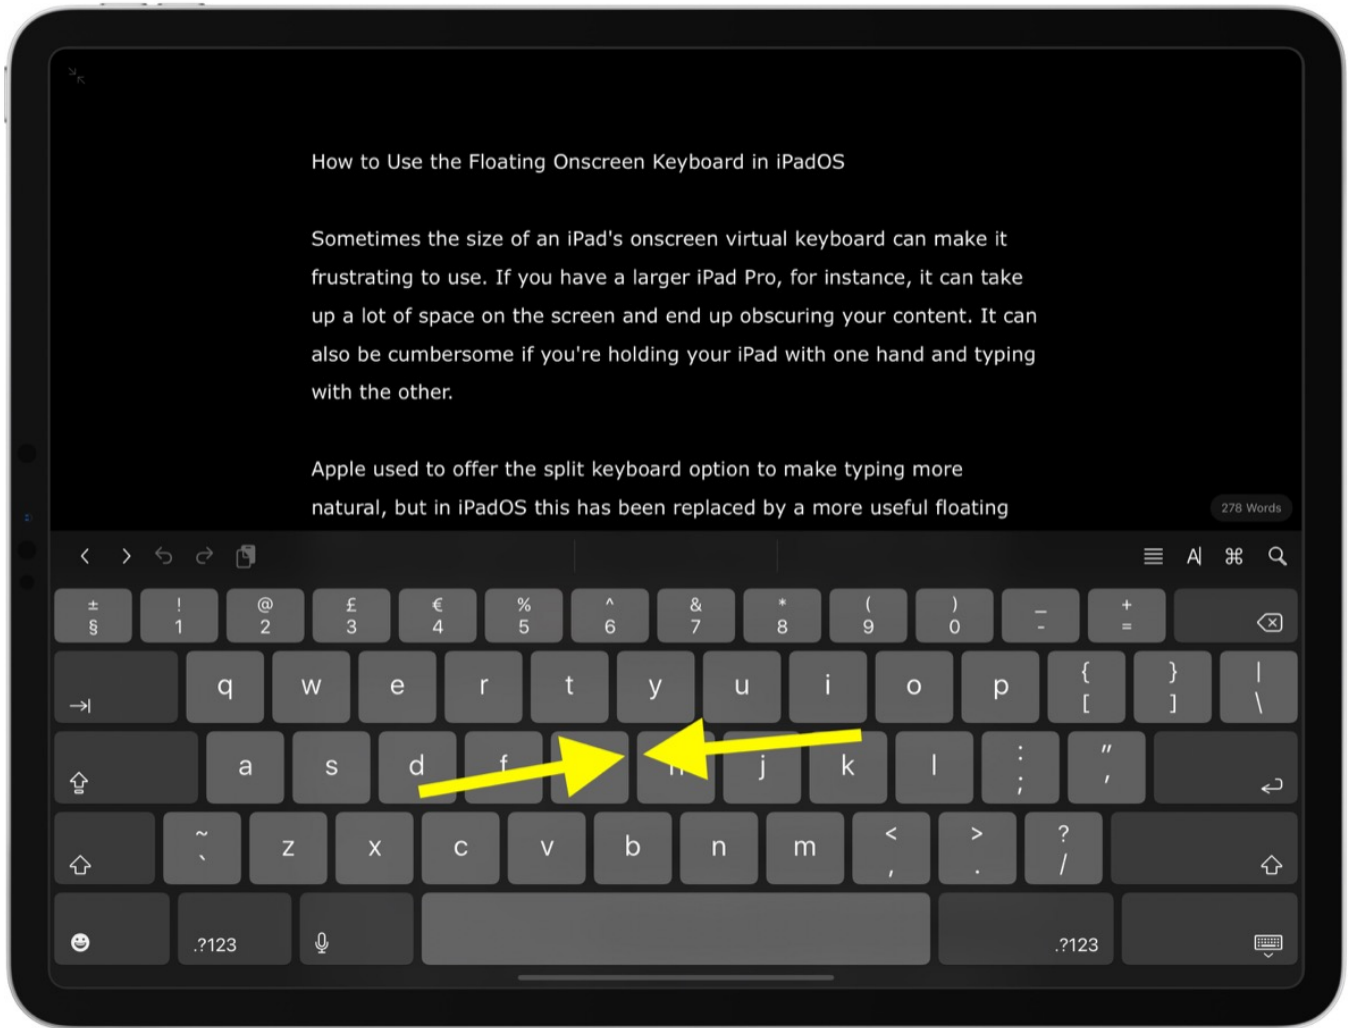 How to Use the Floating Onscreen Keyboard in iPadOS
Sometimes the size of an iPad's onscreen virtual keyboard can make it
frustrating to use. If you have a larger iPad Pro, for instance, it can take
up a lot of space on the screen and end up obscuring your content. It can
also be cumbersome if you're holding your iPad with one hand and typing
with the other.
Apple used to offer the split keyboard option to make typing more
natural, but in iPadOS this has been replaced by a more useful floating
278 Words
A
± ! @ £ € % ^ & * ( ) _ +
§ 1 2 3 4 5 6 7 8 9 0 - =
q w e r t y u i o p { } |
[ ] \
a s d f j k l : "
; '
~ z x c v b n m < > ?
` , . /
.?123 .?123